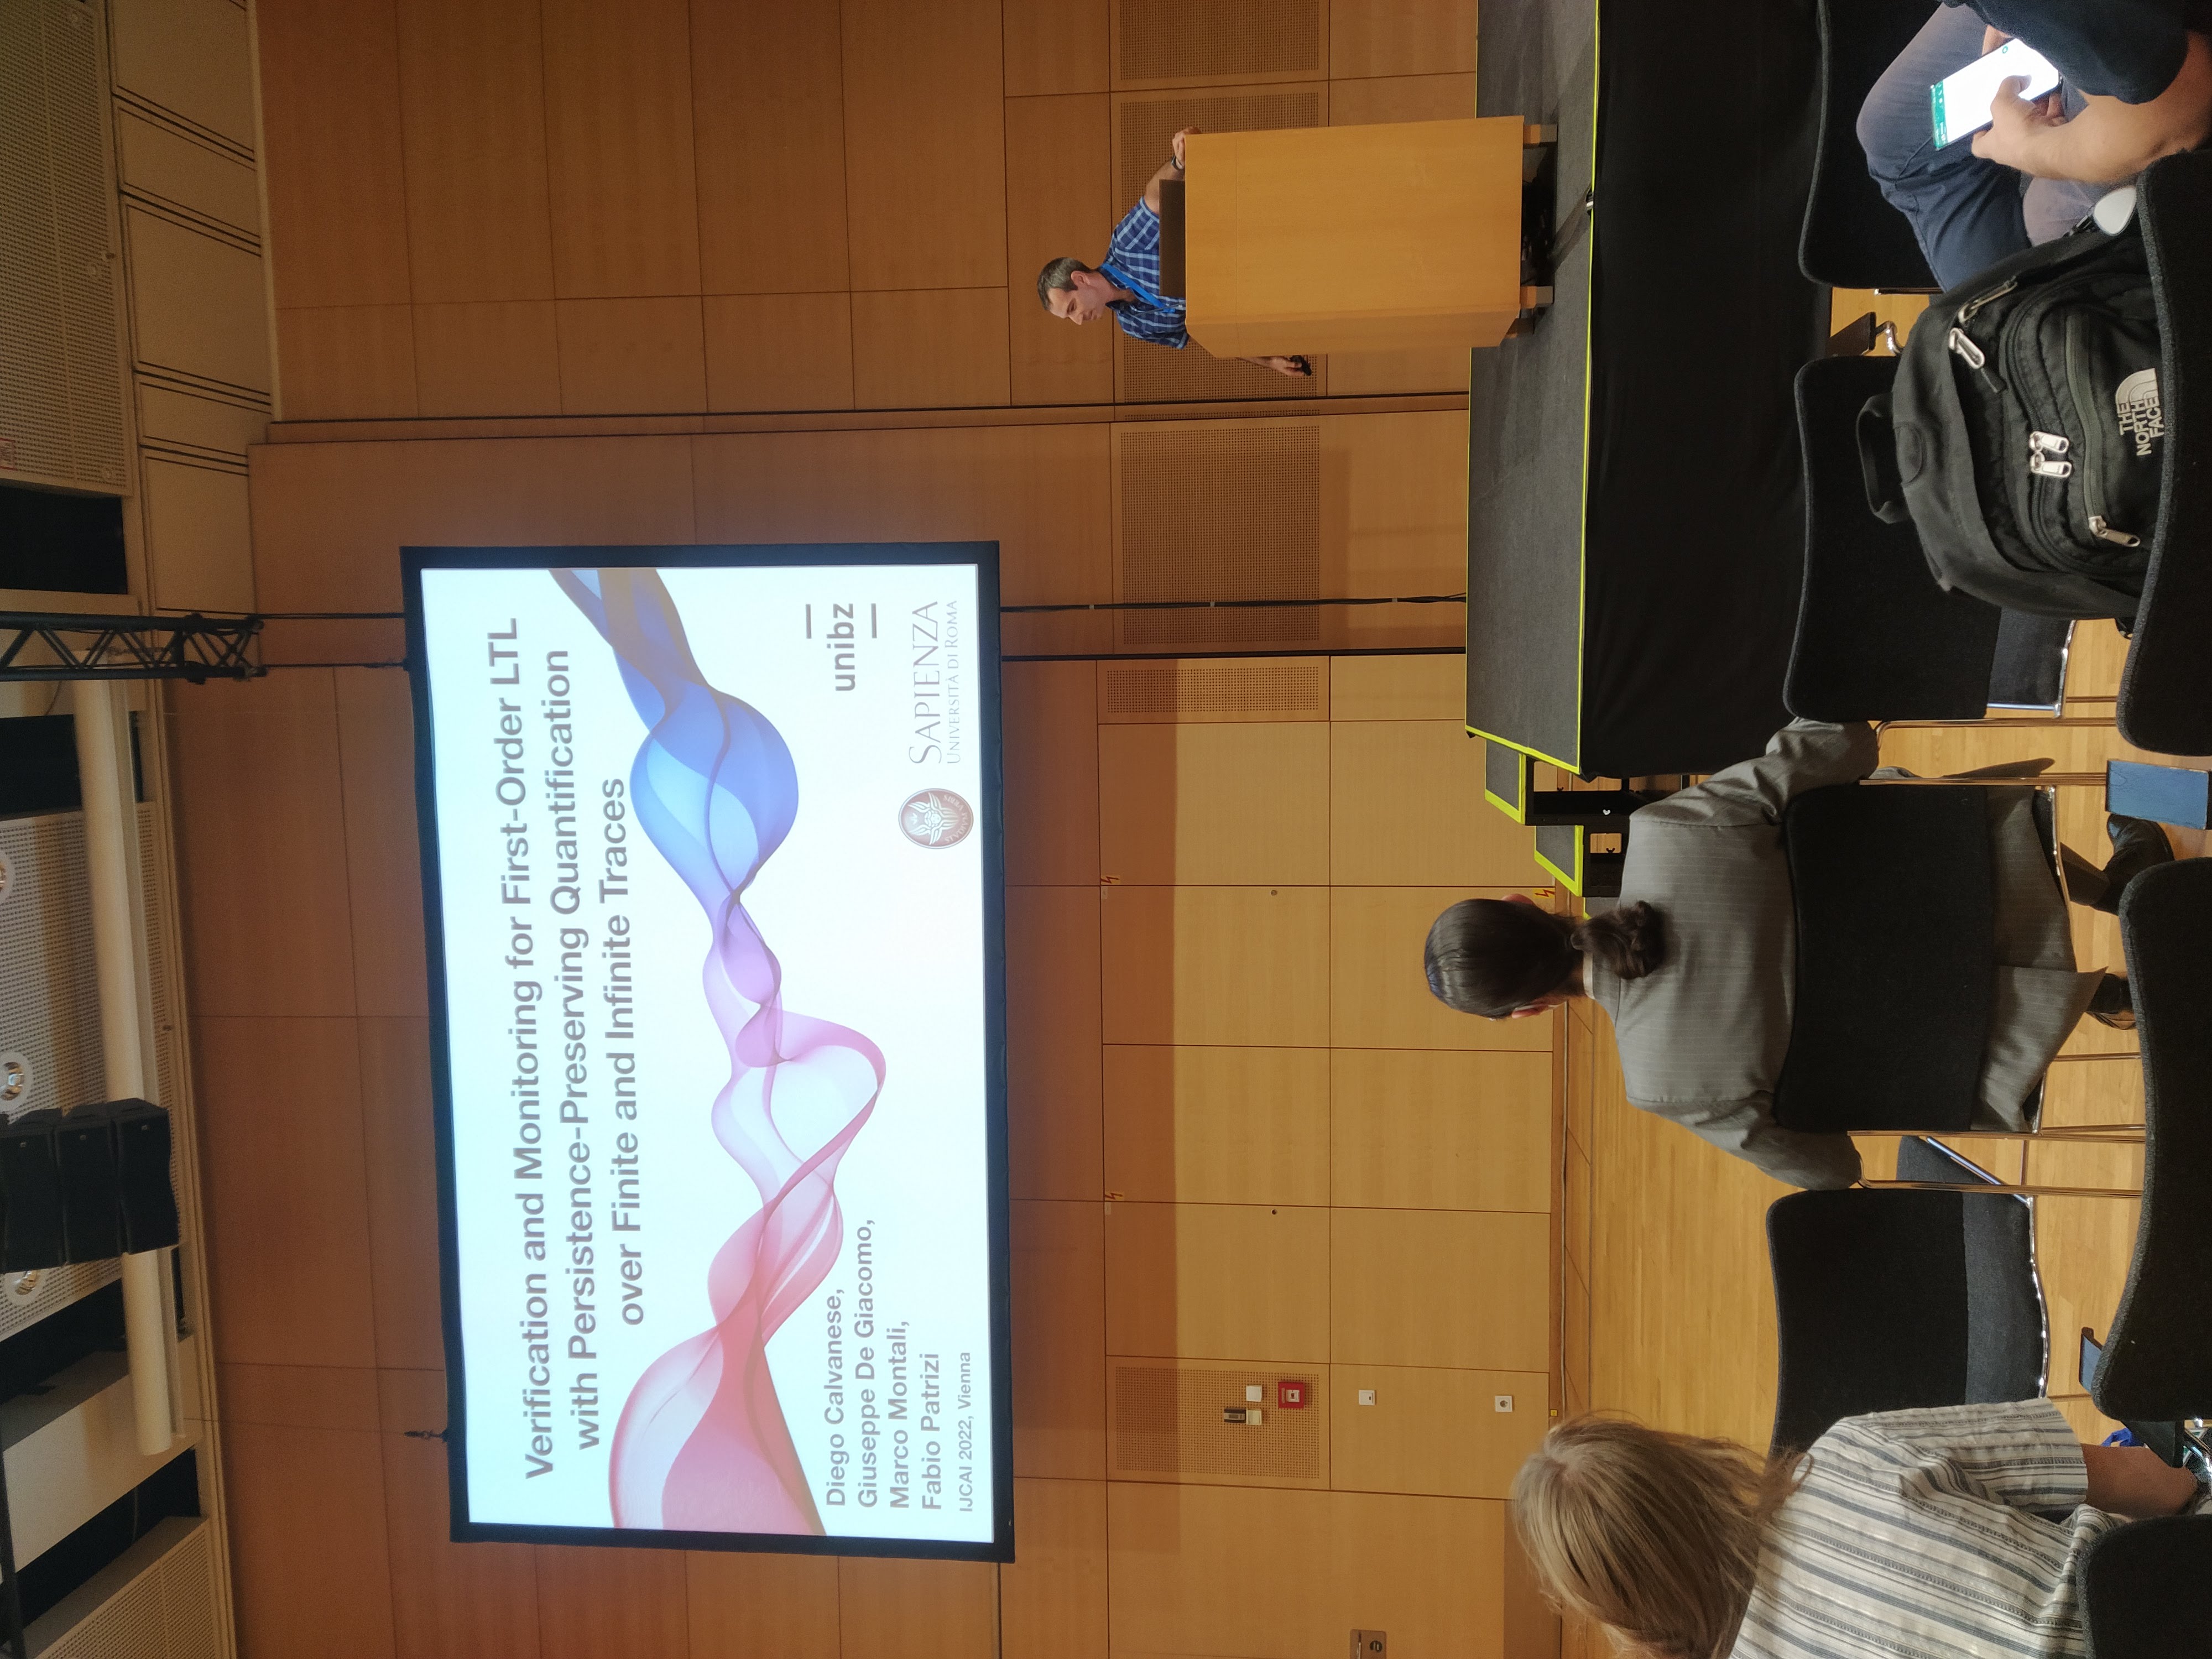 Verification and Monitoring for First-Order LTL
with Persistence-Preserving Quantification
over Finite and Infinite Traces
Diego Calvanese,
Giuseppe De Giacomo,
Marco Montali,
Fabio Patrizi
IJCAI 2022, Vienna
unibz
SAPIENZA
UNIVERSITÀ DI ROMA
THE
NORTH
FACE